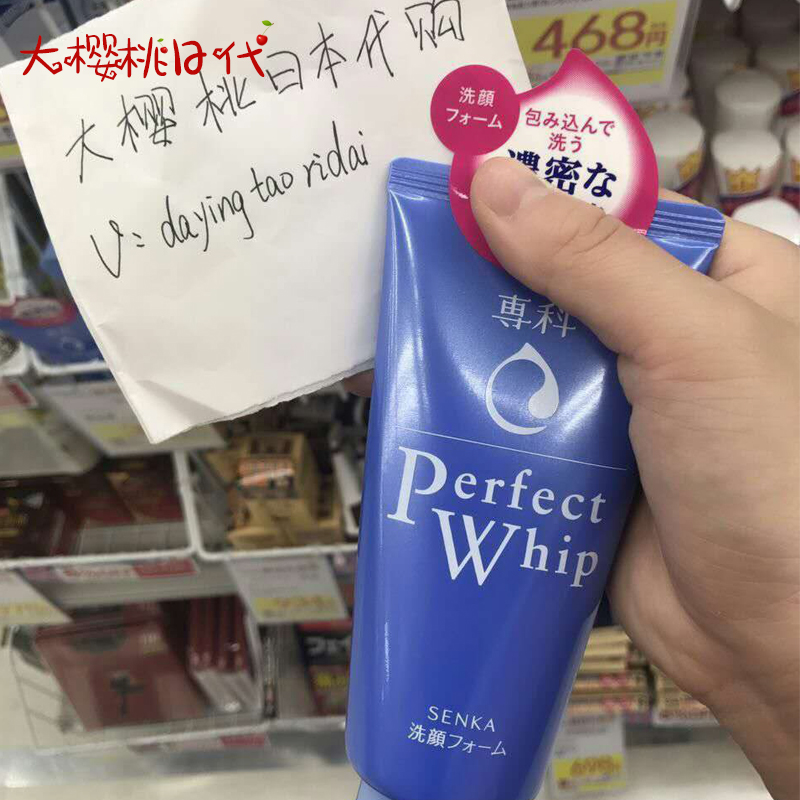 大樱桃日代
468円
大樱桃日本代购
V: dayingtao ridai
洗顔
フォーム
包み込んで
洗う
濃密な
専科
Perfect
Whip
SENKA
洗顔フォーム